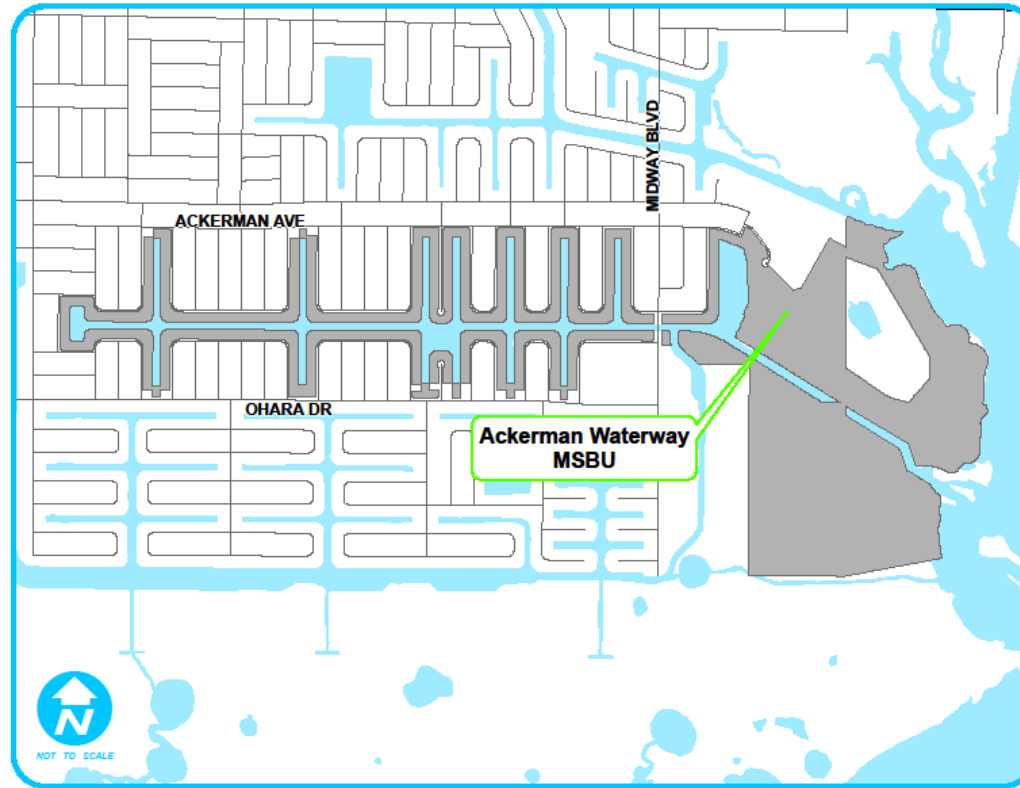 MIDWAY BLVD
ACKERMAN AVE
OHARA DR
Ackerman Waterway
MSBU
N
NOT TO SCALE